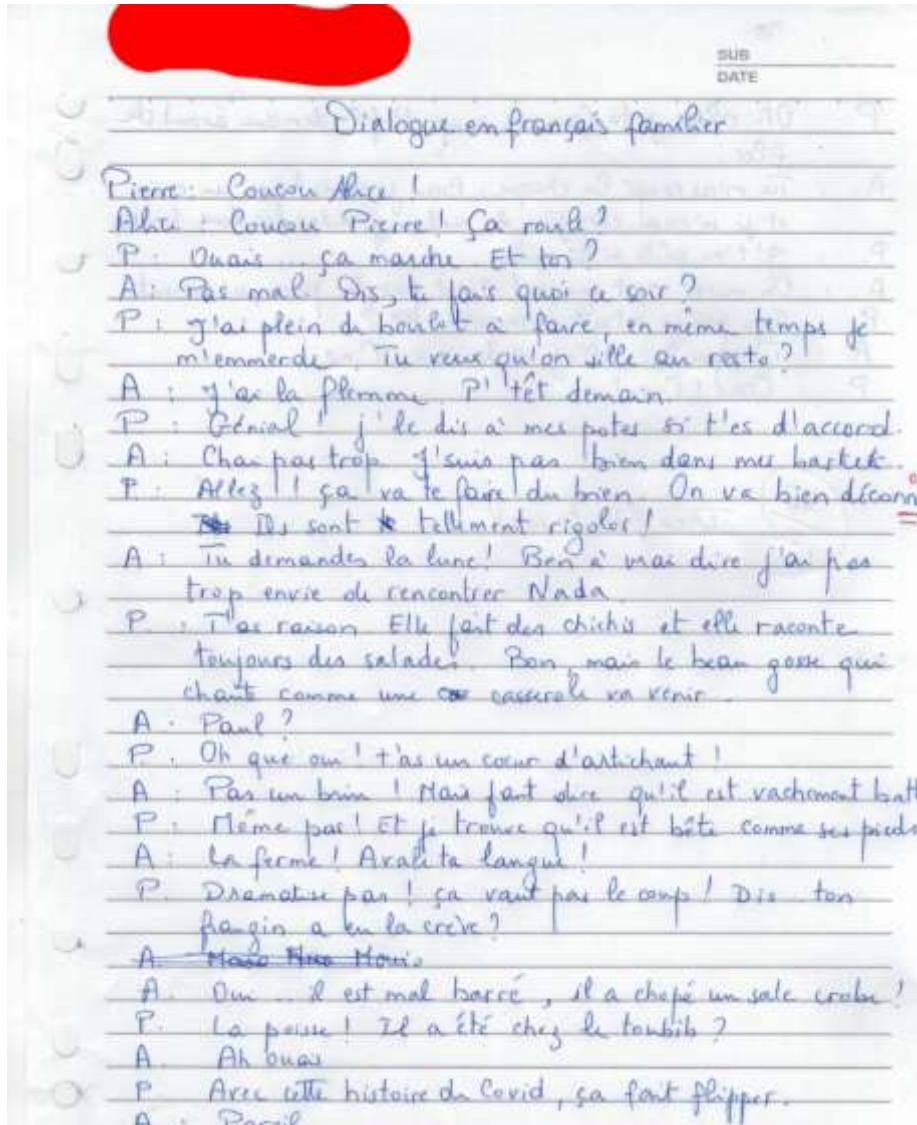 SUB
DATE
Dialogue en français familier
Pierre : Coucou Alice !
Alice : Coucou Pierre ! Ça roule ?
P : Ouais ... ça marche. Et toi ?
A : Pas mal. Dis, tu fais quoi ce soir ?
P : J'ai plein de boulot à faire, en même temps je
m'emmerde. Tu veux qu'on aille au resto ?
A : J'ai la flemme. P'têt demain.
P : Génial ! j'le dis à mes potes si t'es d'accord.
A : Chai pas trop. J'suis pas bien dans mes basket.
P : Allez ! ça va te faire du bien. On va bien déconn
Ils sont tellement rigolos !
A : Tu demandes la lune ! Ben à vrai dire j'ai pas
trop envie de rencontrer Nada.
P : T'as raison. Elle fait des chichis et elle raconte
toujours des salades. Bon, mais le beau gosse qui
chante comme une casserole va venir.
A : Paul ?
P : Oh que oui ! t'as un cœur d'artichaut !
A : Pas un brin ! Mais faut dire qu'il est vachement batt
P : Même pas ! Et je trouve qu'il est bête comme ses pieds
A : La ferme ! Avale ta langue !
P. Dramatise pas ! ça vaut pas le coup ! Dis ton
frangin a eu la crève ?
A.
A. Oui ... il est mal barré, il a chopé un sale crobe !
P. La poisse ! Il a été chez le toubib ?
A. Ah ouais
P. Avec cette histoire du Covid, ça fout flipper.
A : Pareil